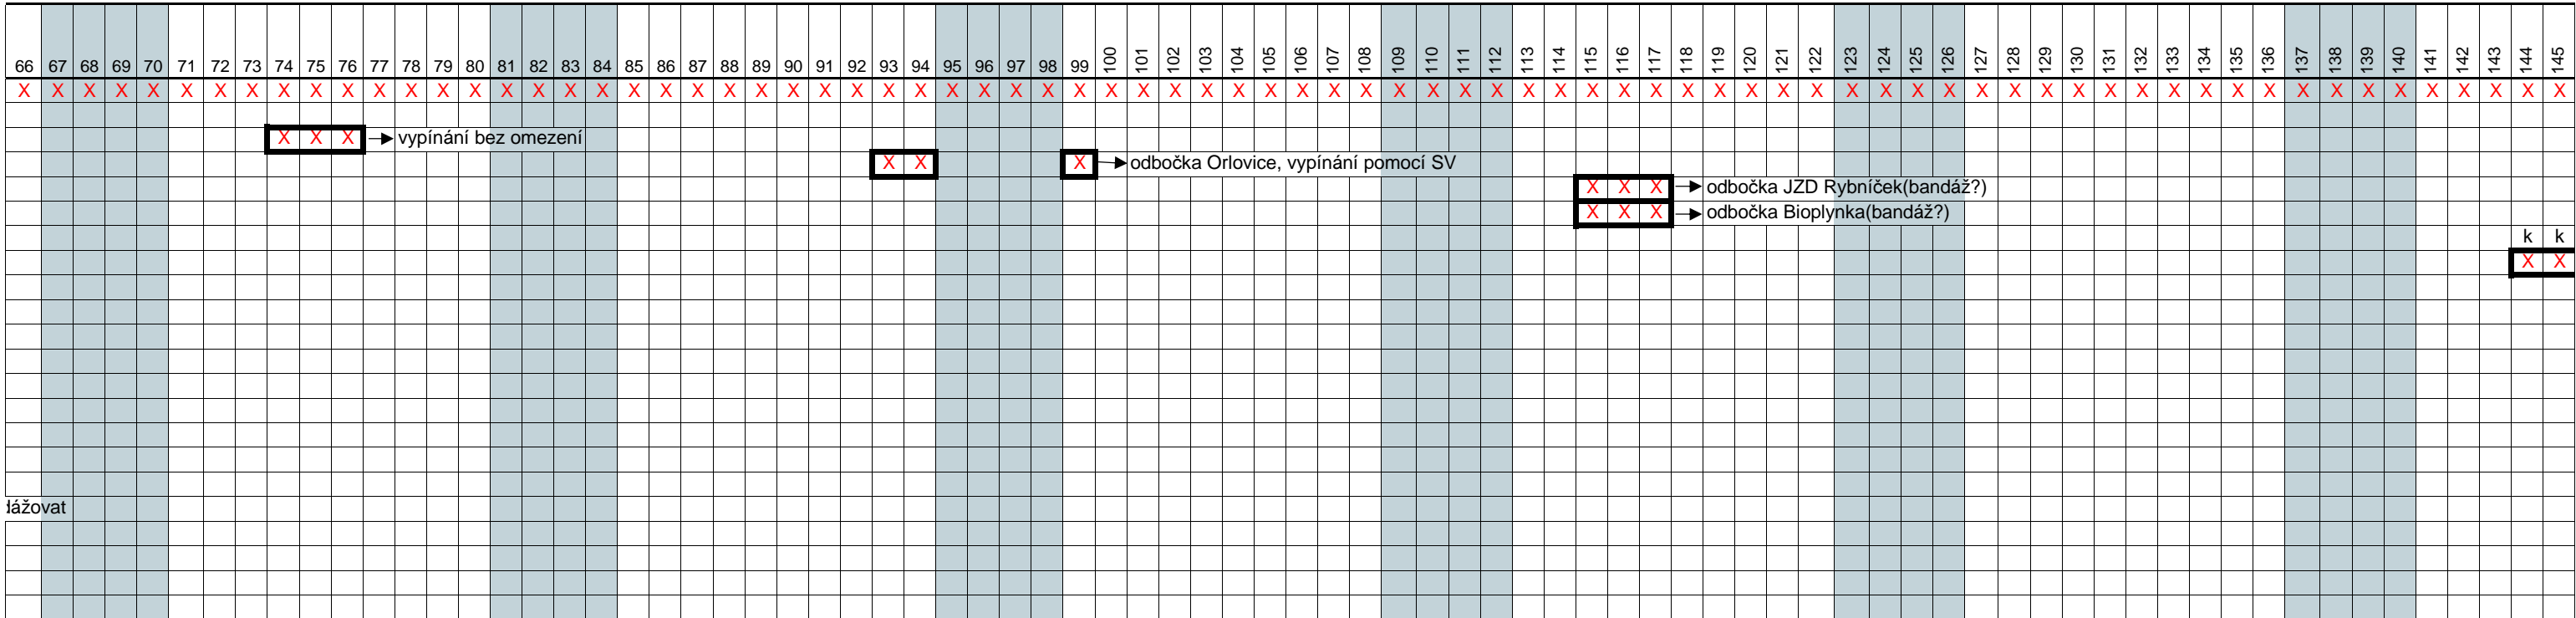 66 67 68 69 70 71 72 73 74 75 76 77 78 79 80 81 82 83 84 85 86 87 88 89 90 91 92 93 94 95 96 97 98 99 100 101 102 103 104 105 106 107 108 109 110 111 112 113 114 115 116 117 118 119 120 121 122 123 124 125 126 127 128 129 130 131 132 133 134 135 136 137 138 139 140 141 142 143 144 145
X X X X X X X X X X X X X X X X X X X X X X X X X X X X X X X X X X X X X X X X X X X X X X X X X X X X X X X X X X X X X X X X X X X X X X X X X X X X X X X X
X X X vypínání bez omezení
X X X odbočka Orlovice, vypínání pomocí SV
X X X odbočka JZD Rybníček(bandáž?)
X X X odbočka Bioplynka(bandáž?)
k k
X X
dážovat